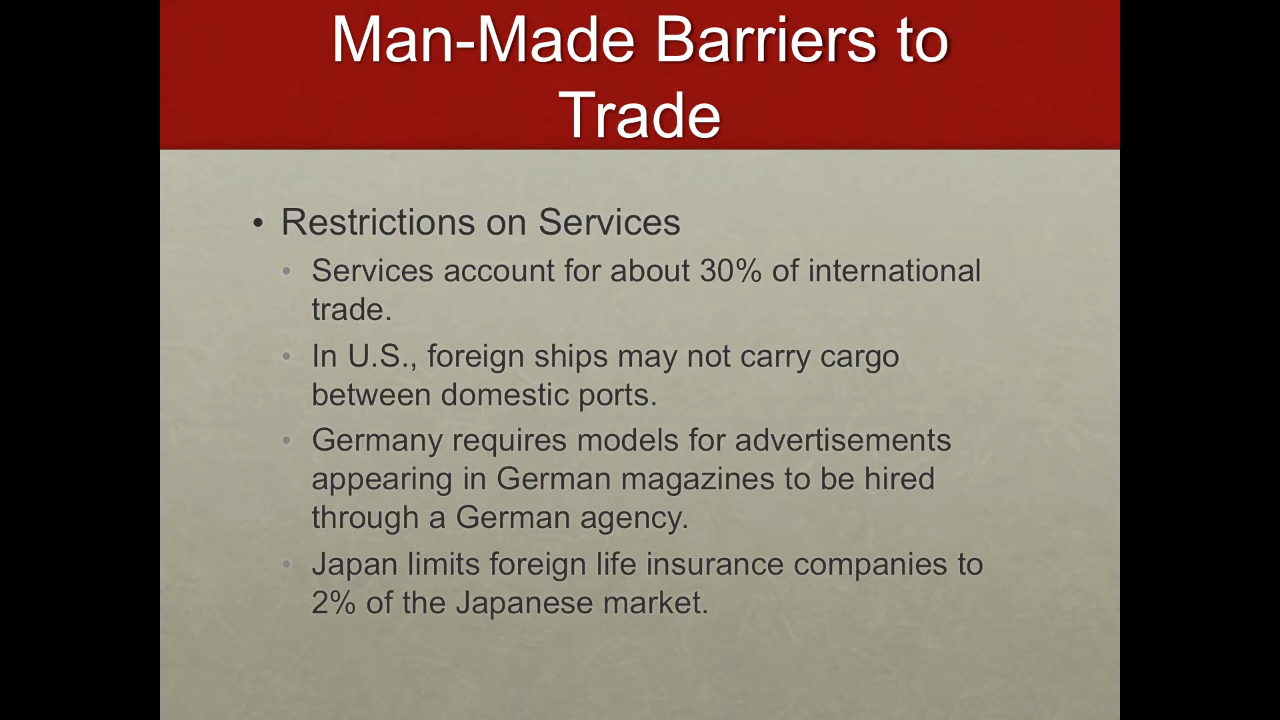 Man-Made Barriers to
Trade
• Restrictions on Services
• Services account for about 30% of international
trade.
• In U.S., foreign ships may not carry cargo
between domestic ports.
• Germany requires models for advertisements
appearing in German magazines to be hired
through a German agency.
• Japan limits foreign life insurance companies to
2% of the Japanese market.